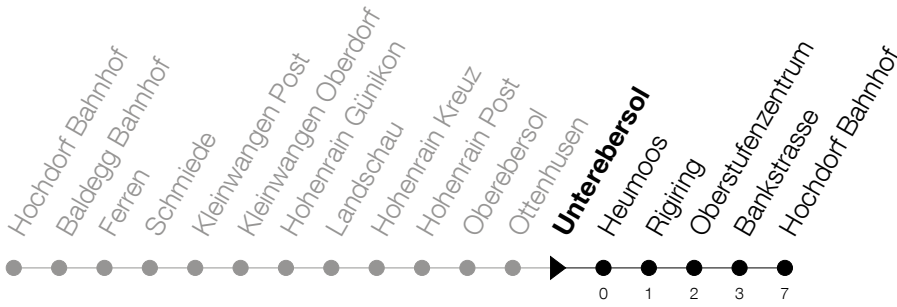 Hochdorf Bahnhof
Baldegg Bahnhof
Ferren
Schmiede
Kleinwangen Post
Kleinwangen Oberdorf
Hohenrain Günikon
Landschau
Hohenrain Kreuz
Hohenrain Post
Oberebersol
Ottenhusen
Unterebersol
Heumoos
Rigiring
Oberstufenzentrum
Bankstrasse
Hochdorf Bahnhof
0 1 2 3 7